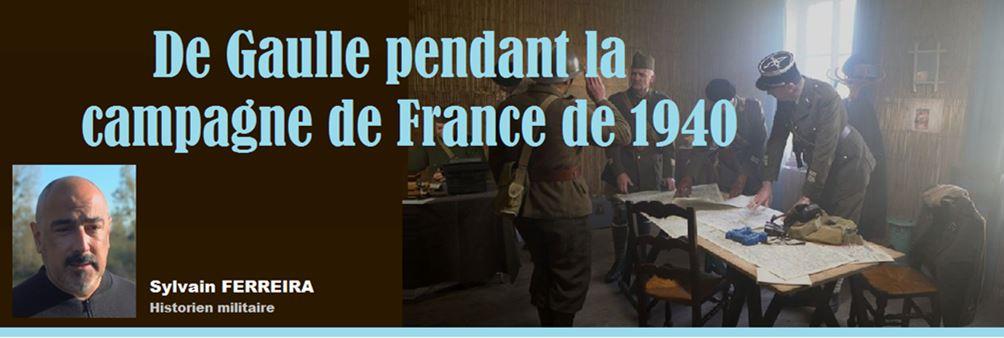 De Gaulle pendant la
campagne de France de 1940
Sylvain FERREIRA
Historien militaire